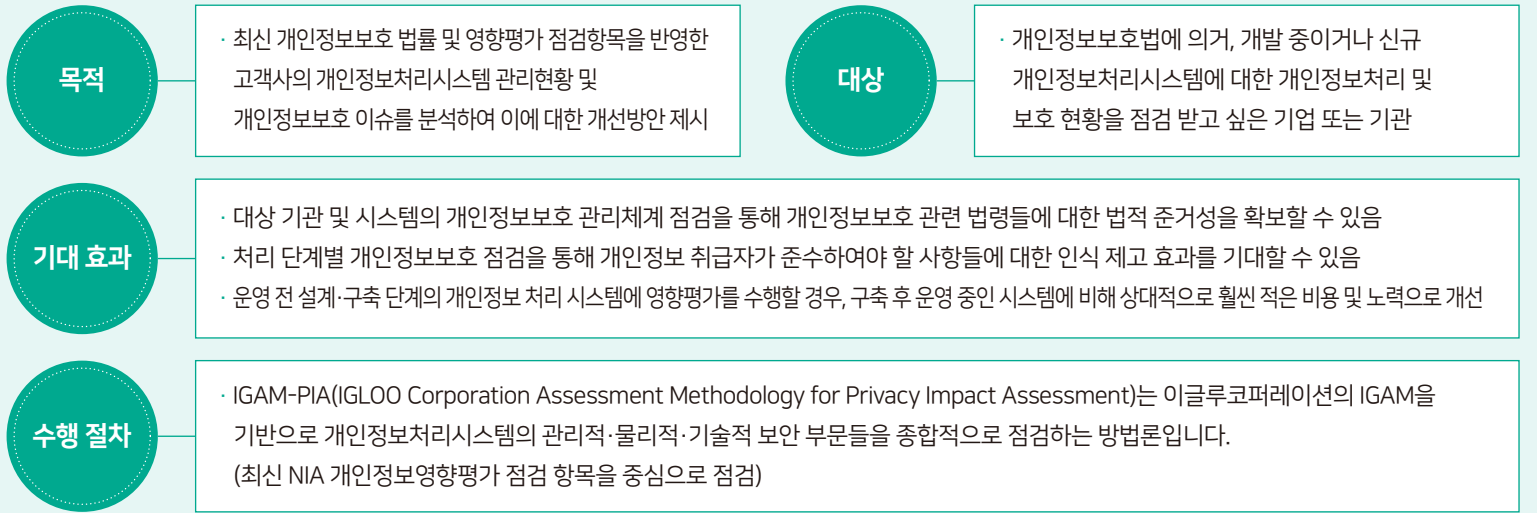 목적
· 최신 개인정보보호 법률 및 영향평가 점검항목을 반영한
고객사의 개인정보처리시스템 관리현황 및
개인정보보호 이슈를 분석하여 이에 대한 개선방안 제시
대상
· 개인정보보호법에 의거, 개발 중이거나 신규
개인정보처리시스템에 대한 개인정보처리 및
보호 현황을 점검 받고 싶은 기업 또는 기관
기대 효과
· 대상 기관 및 시스템의 개인정보보호 관리체계 점검을 통해 개인정보보호 관련 법령들에 대한 법적 준거성을 확보할 수 있음
· 처리 단계별 개인정보보호 점검을 통해 개인정보 취급자가 준수하여야 할 사항들에 대한 인식 제고 효과를 기대할 수 있음
· 운영 전 설계·구축 단계의 개인정보 처리 시스템에 영향평가를 수행할 경우, 구축 후 운영 중인 시스템에 비해 상대적으로 훨씬 적은 비용 및 노력으로 개선
수행 절차
· IGAM-PIA(IGLOO Corporation Assessment Methodology for Privacy Impact Assessment)는 이글루코퍼레이션의 IGAM을
기반으로 개인정보처리시스템의 관리적·물리적·기술적 보안 부문들을 종합적으로 점검하는 방법론입니다.
(최신 NIA 개인정보영향평가 점검 항목을 중심으로 점검)